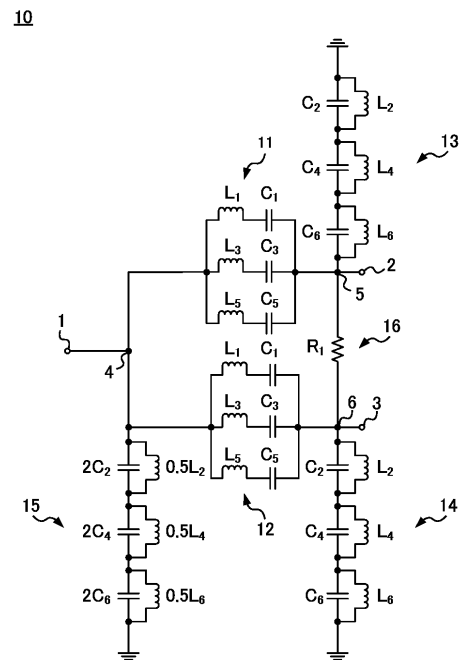 10
C2 L2
C4 L4 13
C6 L6
11
L1 C1
L3 C3
L5 C5
2
5
1
4
R1 16
L1 C1
L3 C3
L5 C5
6 3
12
15
2C2 0.5L2
2C4 0.5L4
2C6 0.5L6
C2 L2
C4 L4
14
C6 L6